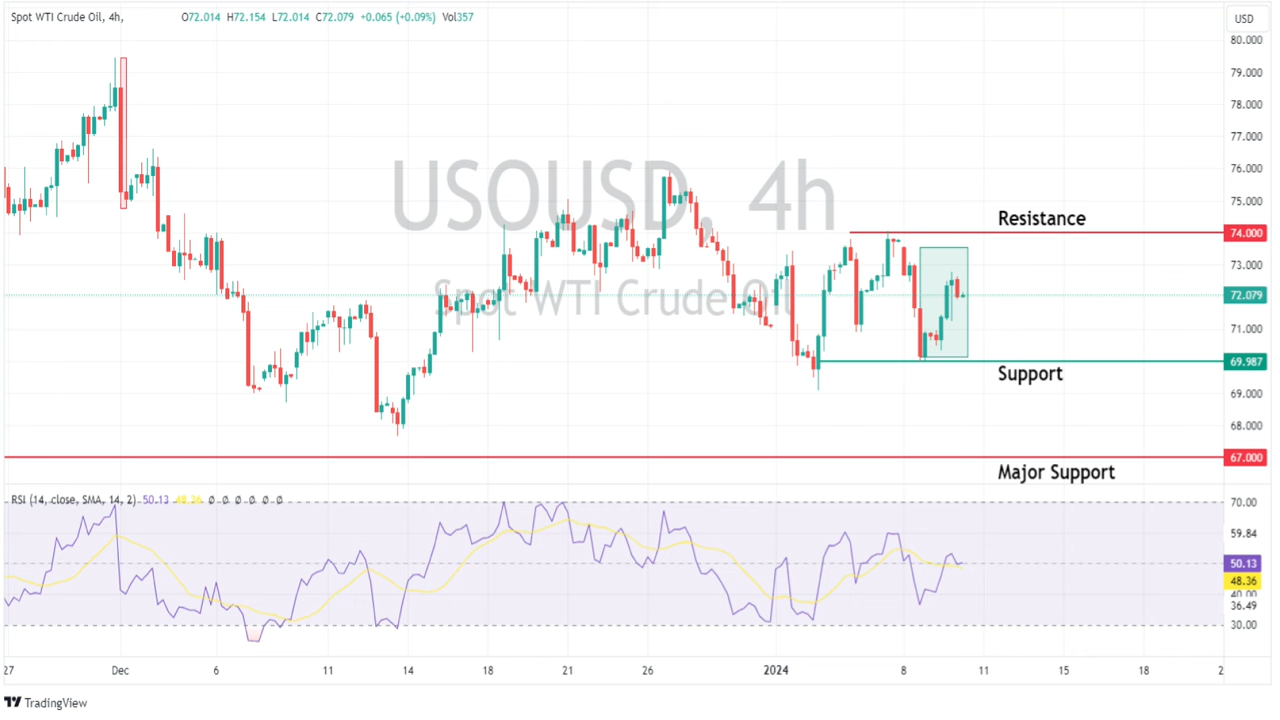 Spot WTI Crude Oil, 4h, O72.014 H72.154 L72.014 C72.079 +0.065 (+0.09%) Vol357
USD
80.000
79.000
78.000
77.000
76.000
75.000
USOUSD, 4h
Resistance
74.000
73.000
Spot WTI Crude Oil
72.079
71.000
69.987
Support
69.000
68.000
67.000
Major Support
RSI (14, close, SMA, 14, 2) 50.13 48.36 Ø Ø Ø Ø Ø Ø
70.00
59.84
50.13
48.36
40.00
36.49
30.00
27 Dec 6 11 14 18 21 26 2024 8 11 15 18 2
TradingView